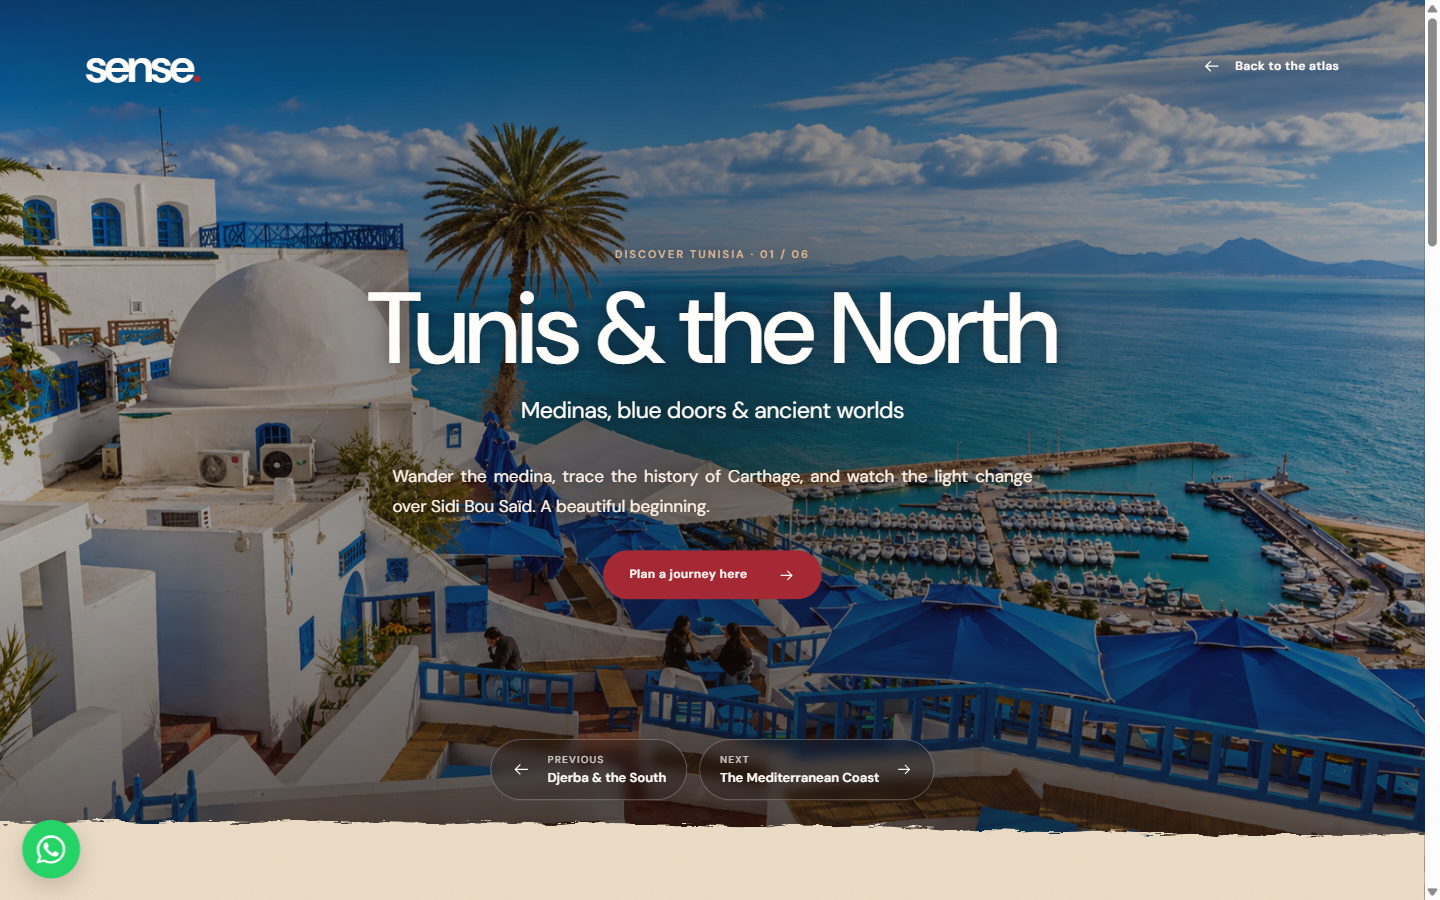 sense.
Back to the atlas
DISCOVER TUNISIA · 01 / 06
Tunis & the North
Medinas, blue doors & ancient worlds
Wander the medina, trace the history of Carthage, and watch the light change
over Sidi Bou Saïd. A beautiful beginning.
Plan a journey here
PREVIOUS
Djerba & the South
NEXT
The Mediterranean Coast